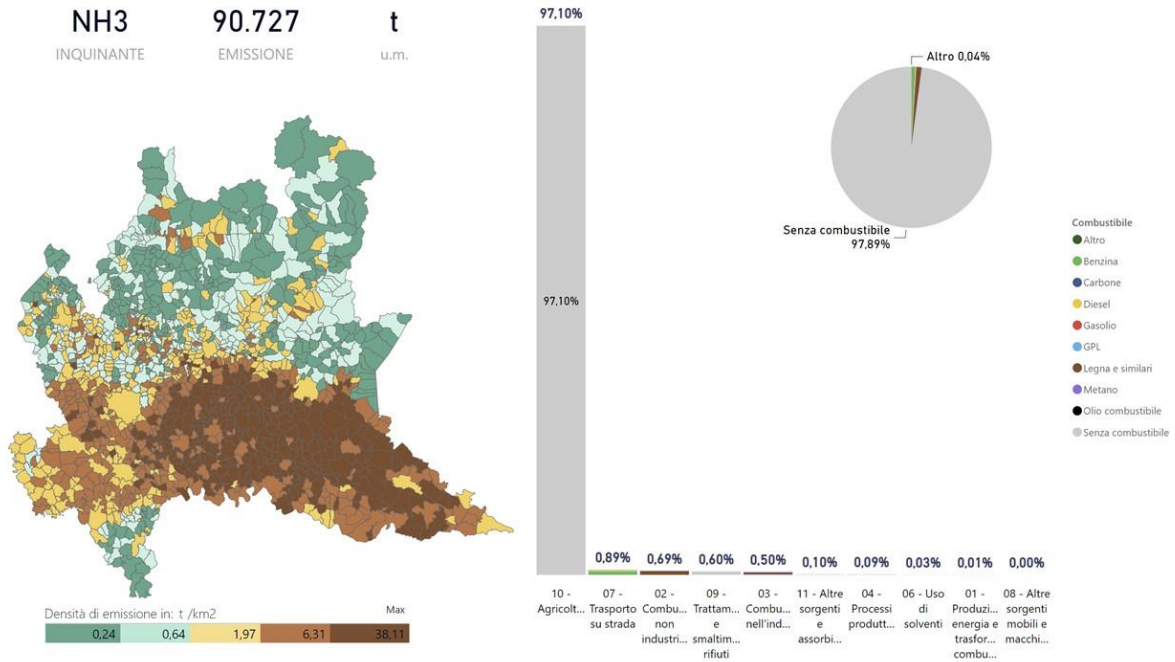 NH3 90.727 t
INQUINANTE EMISSIONE u.m.
Densità di emissione in: t /km2 Max
0,24 0,64 1,97 6,31 38,11
97,10%
97,10%
0,89%
0,69%
0,60%
0,50%
0,10%
0,09%
0,03%
0,01%
0,00%
10 -
Agricolt...
07 -
Trasporto
su strada
02 -
Combu...
non
industri...
09 -
Trattam...
e
smaltim...
rifiuti
03 -
Combu...
nell'ind...
11 - Altre
sorgenti
e
assorbi...
04 -
Processi
produtt...
06 - Uso
di
solventi
01 -
Produzi...
energia e
trasfor...
combu...
08 - Altre
sorgenti
mobili e
macchi...
Altro 0,04%
Senza combustibile
97,89%
Combustibile
Altro
Benzina
Carbone
Diesel
Gasolio
GPL
Legna e similari
Metano
Olio combustibile
Senza combustibile